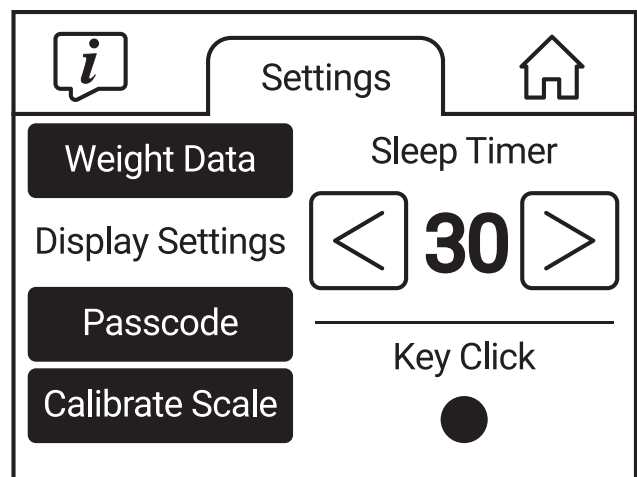 i
Settings
Weight Data
Display Settings
Passcode
Calibrate Scale
Sleep Timer
< 30 >
Key Click